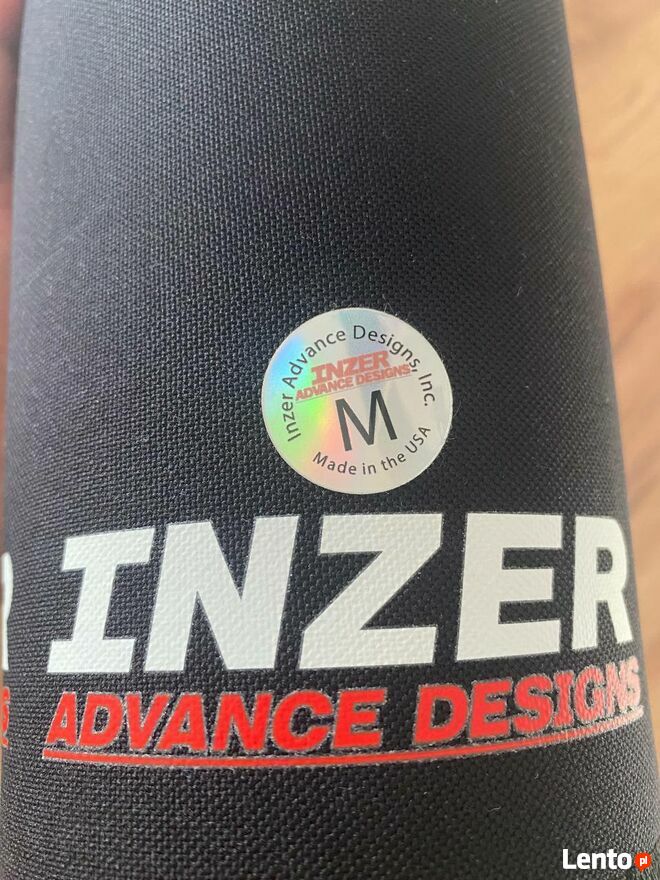 Inzer Advance Designs, Inc.
INZER
ADVANCE DESIGNS
M
Made in the USA
INZER
ADVANCE DESIGNS
Lento.pl